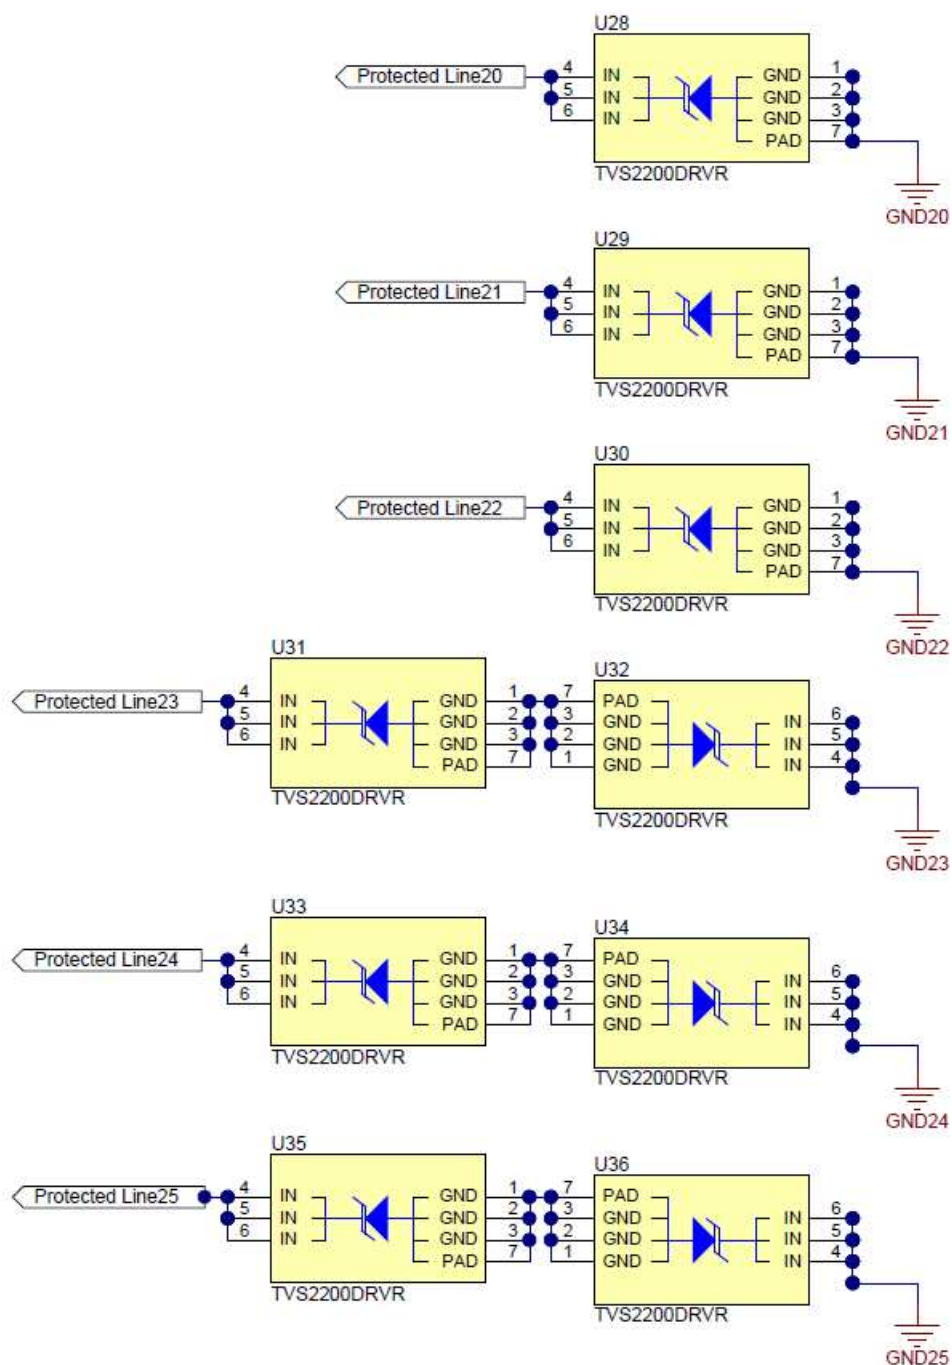 U28
Protected Line20
4 IN GND 1
5 IN GND 2
6 IN GND 3
PAD 7
TVS2200DRVR
GND20
U29
Protected Line21
4 IN GND 1
5 IN GND 2
6 IN GND 3
PAD 7
TVS2200DRVR
GND21
U30
Protected Line22
4 IN GND 1
5 IN GND 2
6 IN GND 3
PAD 7
TVS2200DRVR
GND22
U31
U32
Protected Line23
4 IN GND 1 7 PAD
5 IN GND 2 3 GND IN 6
6 IN GND 3 2 GND IN 5
PAD 7 1 GND IN 4
TVS2200DRVR
TVS2200DRVR
GND23
U33
U34
Protected Line24
4 IN GND 1 7 PAD
5 IN GND 2 3 GND IN 6
6 IN GND 3 2 GND IN 5
PAD 7 1 GND IN 4
TVS2200DRVR
TVS2200DRVR
GND24
U35
U36
Protected Line25
4 IN GND 1 7 PAD
5 IN GND 2 3 GND IN 6
6 IN GND 3 2 GND IN 5
PAD 7 1 GND IN 4
TVS2200DRVR
TVS2200DRVR
GND25